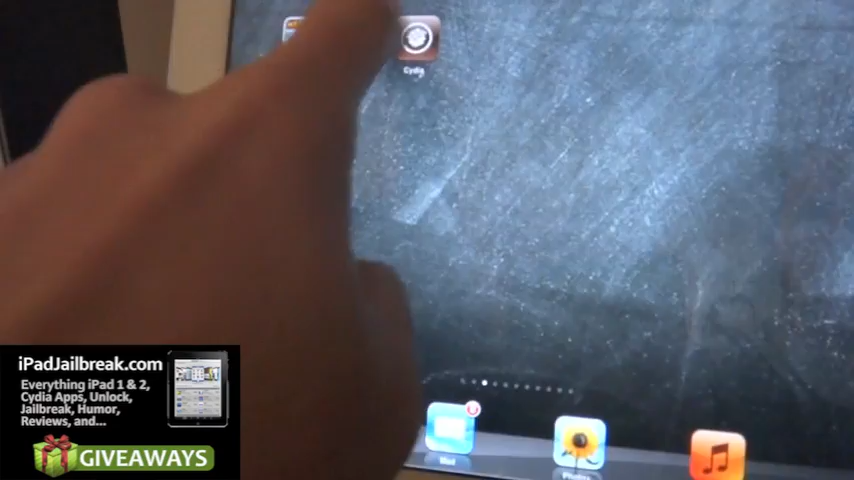 Cydia
iPadJailbreak.com
Everything iPad 1 & 2,
Cydia Apps, Unlock,
Jailbreak, Humor,
Reviews, and...
GIVEAWAYS
Mail
Photos